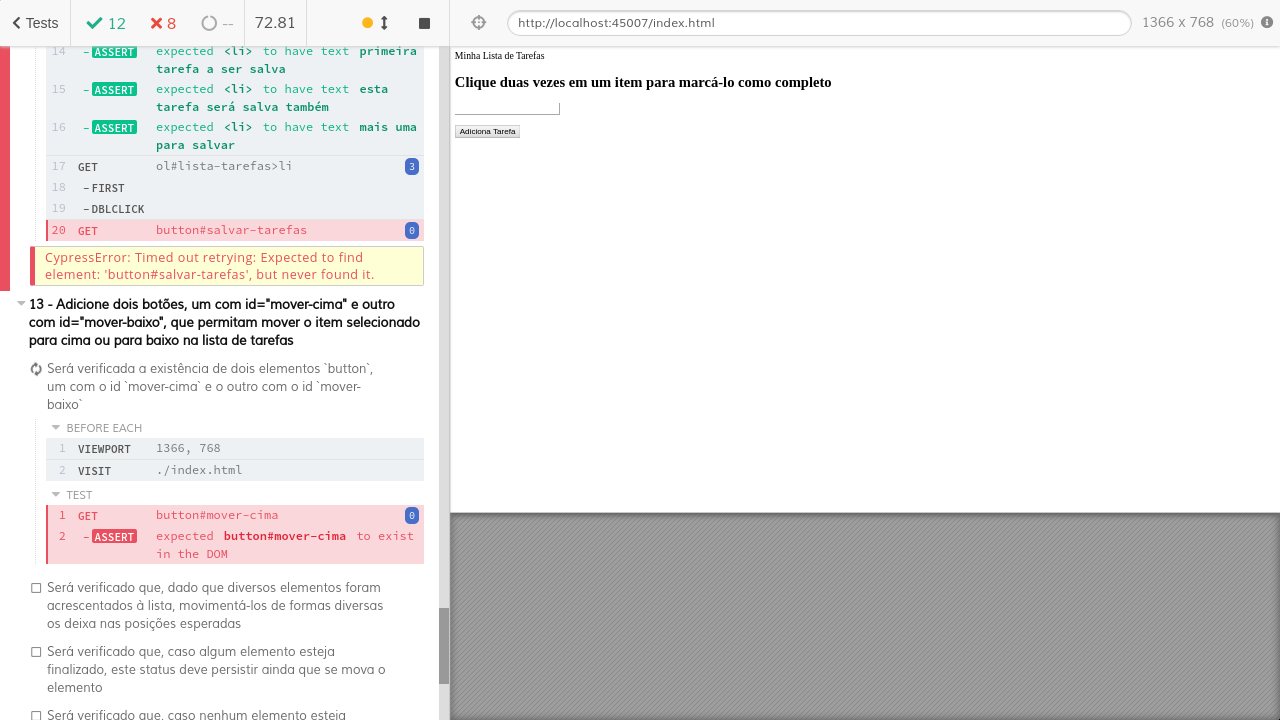 Tests
12
8
--
72.81
http://localhost:45007/index.html
1366 x 768 (60%)
14 - ASSERT expected <li> to have text primeira
tarefa a ser salva
15 - ASSERT expected <li> to have text esta
tarefa será salva também
16 - ASSERT expected <li> to have text mais uma
para salvar
17 GET ol#lista-tarefas>li 3
18 - FIRST
19 - DBLCLICK
20 GET button#salvar-tarefas 0
CypressError: Timed out retrying: Expected to find
element: 'button#salvar-tarefas', but never found it.
13 - Adicione dois botões, um com id="mover-cima" e outro
com id="mover-baixo", que permitam mover o item selecionado
para cima ou para baixo na lista de tarefas
Será verificada a existência de dois elementos `button`,
um com o id `mover-cima` e o outro com o id `mover-
baixo`
BEFORE EACH
1 VIEWPORT 1366, 768
2 VISIT ./index.html
TEST
1 GET button#mover-cima 0
2 - ASSERT expected button#mover-cima to exist
in the DOM
Será verificado que, dado que diversos elementos foram
acrescentados à lista, movimentá-los de formas diversas
os deixa nas posições esperadas
Será verificado que, caso algum elemento esteja
finalizado, este status deve persistir ainda que se mova o
elemento
Será verificado que, caso nenhum elemento esteja
Minha Lista de Tarefas
Clique duas vezes em um item para marcá-lo como completo
Adiciona Tarefa